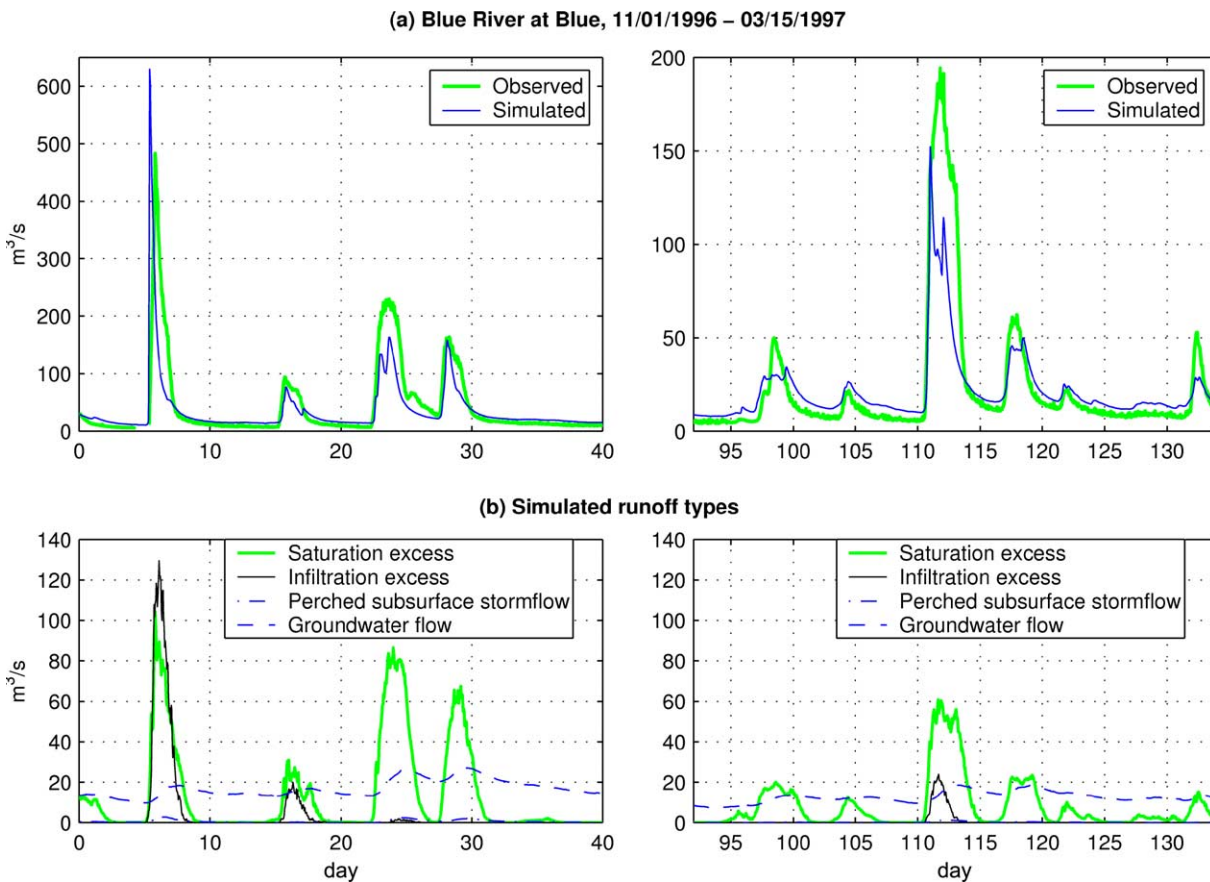 (a) Blue River at Blue, 11/01/1996 – 03/15/1997
m³/s
600
500
400
300
200
100
0
0 10 20 30 40
Observed
Simulated
200
150
100
50
0
95 100 105 110 115 120 125 130
Observed
Simulated
(b) Simulated runoff types
m³/s
140
120
100
80
60
40
20
0
0 10 20 30 40
day
Saturation excess
Infiltration excess
Perched subsurface stormflow
Groundwater flow
140
120
100
80
60
40
20
0
95 100 105 110 115 120 125 130
day
Saturation excess
Infiltration excess
Perched subsurface stormflow
Groundwater flow